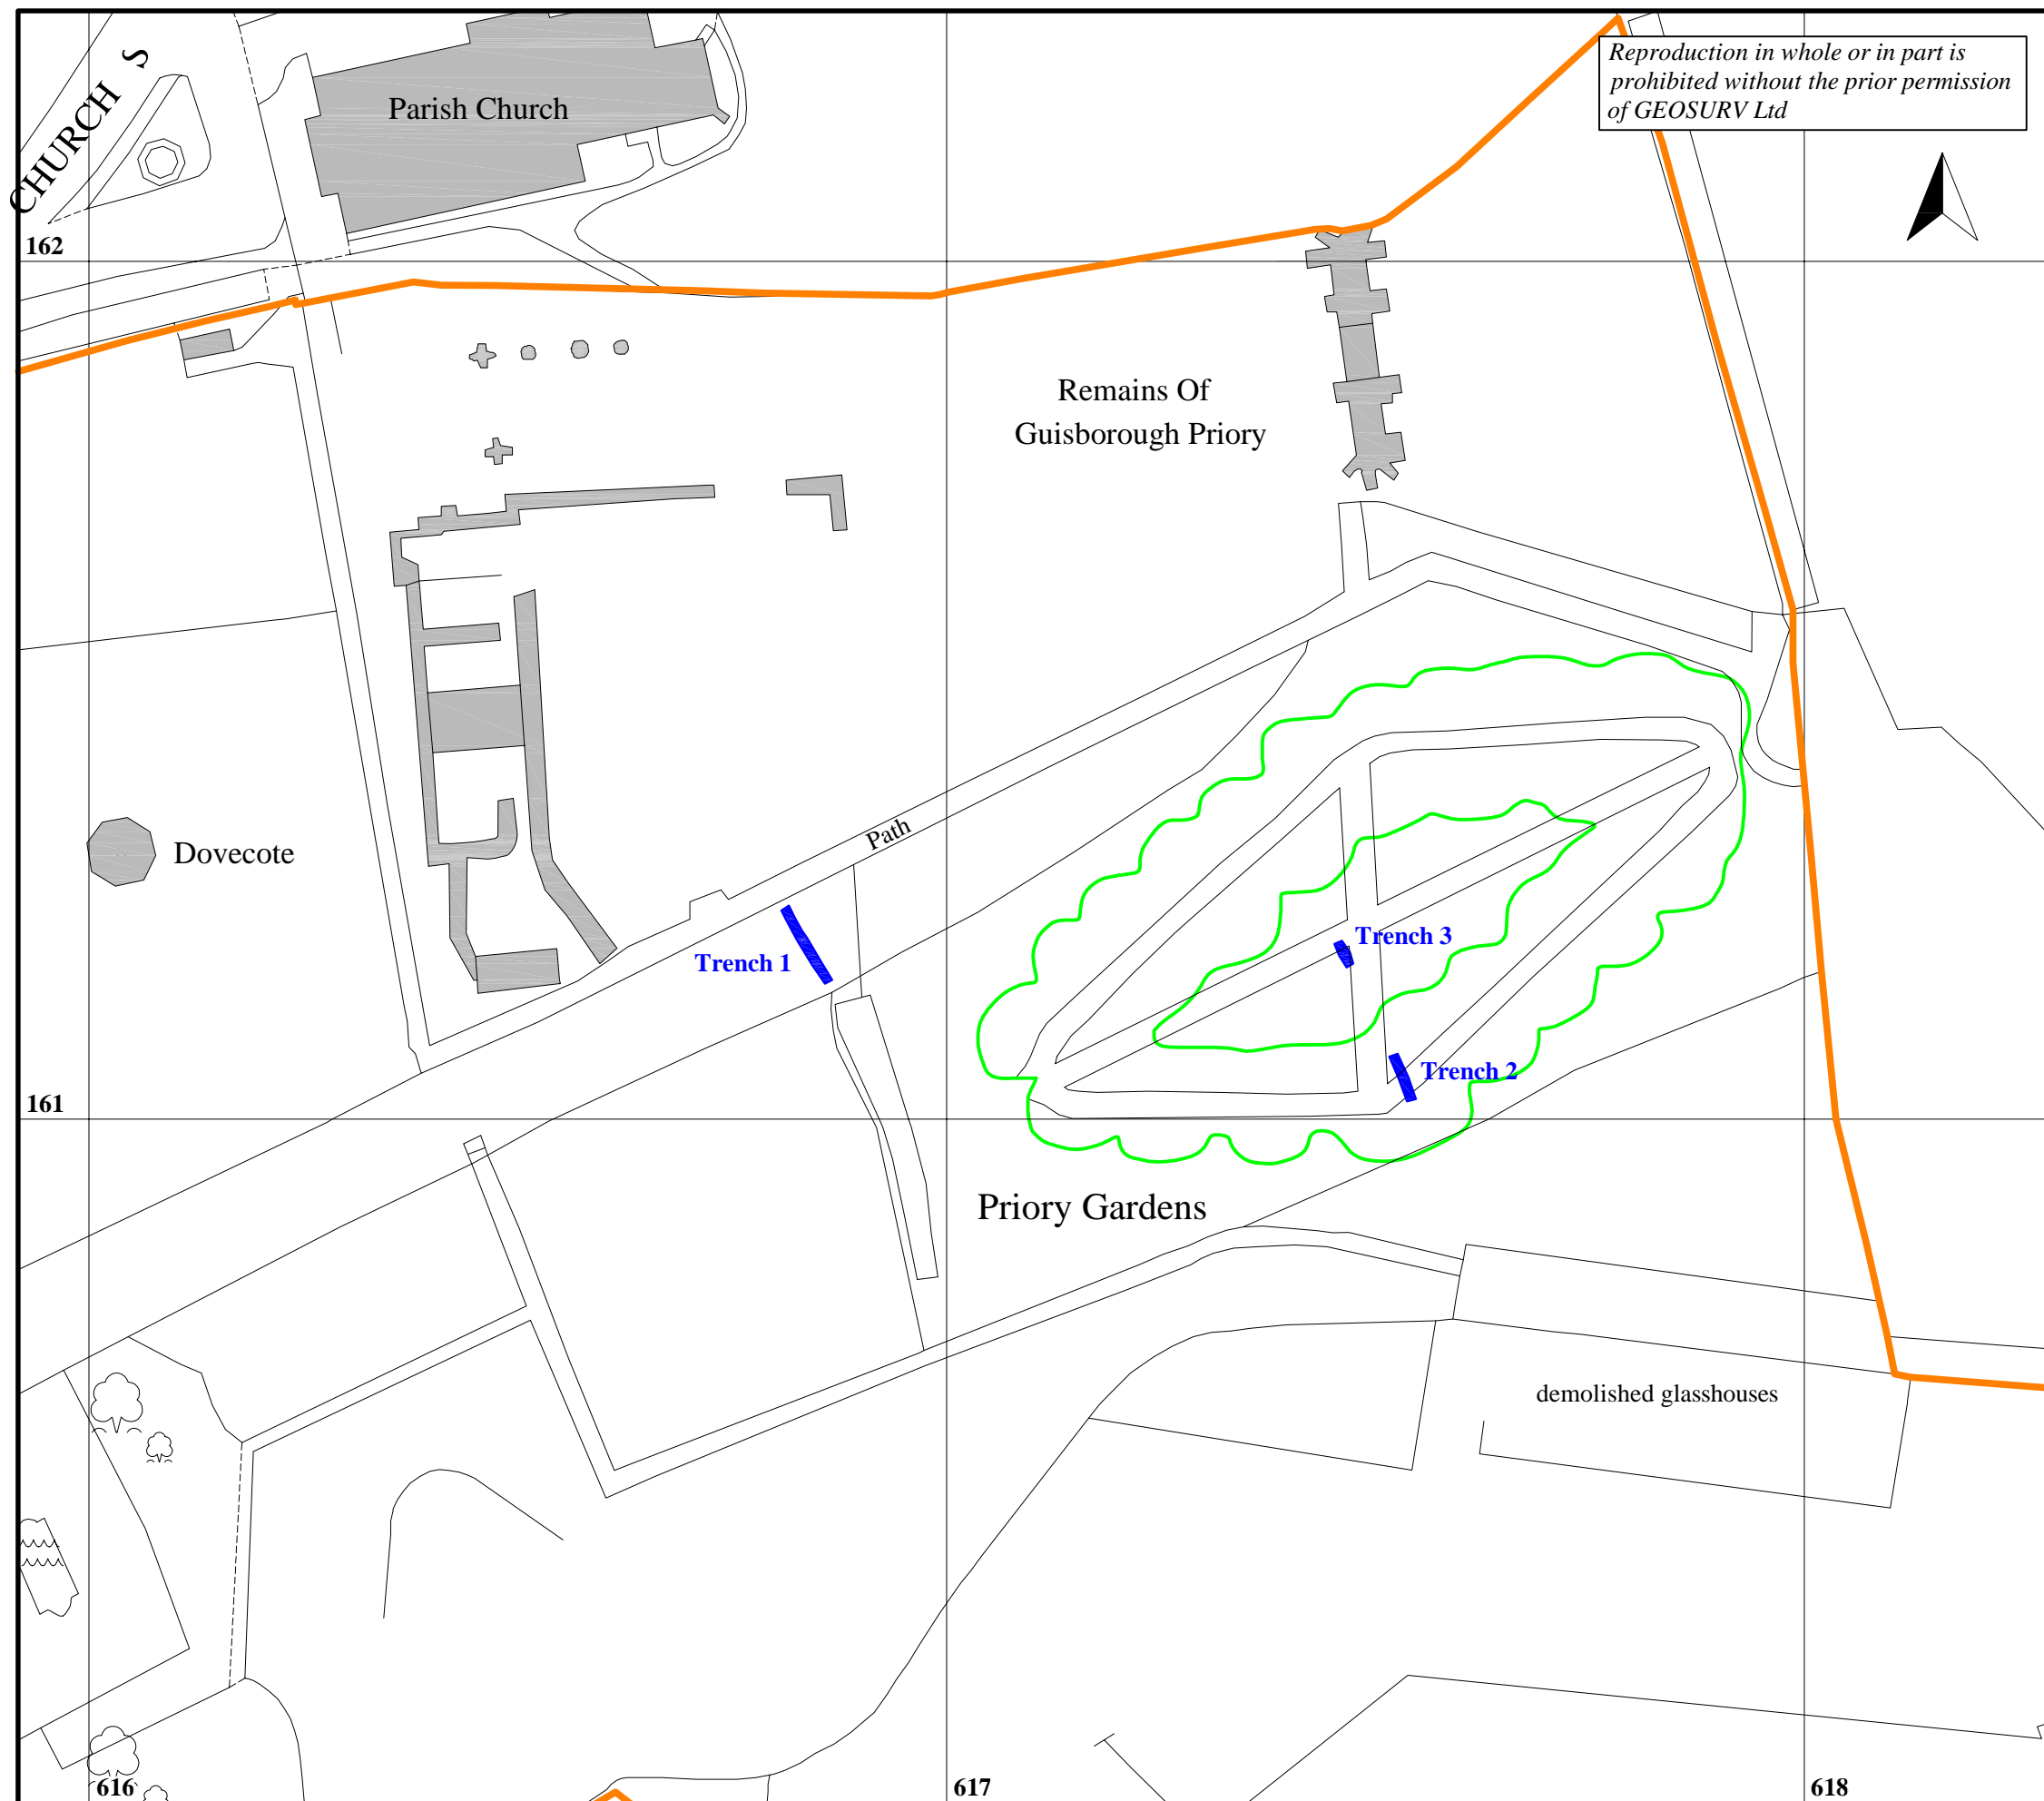 CHURCH S
Parish Church
Reproduction in whole or in part is
prohibited without the prior permission
of GEOSURV Ltd
162
Remains Of
Guisborough Priory
Path
Dovecote
Trench 1
Trench 3
Trench 2
161
Priory Gardens
demolished glasshouses
616
617
618